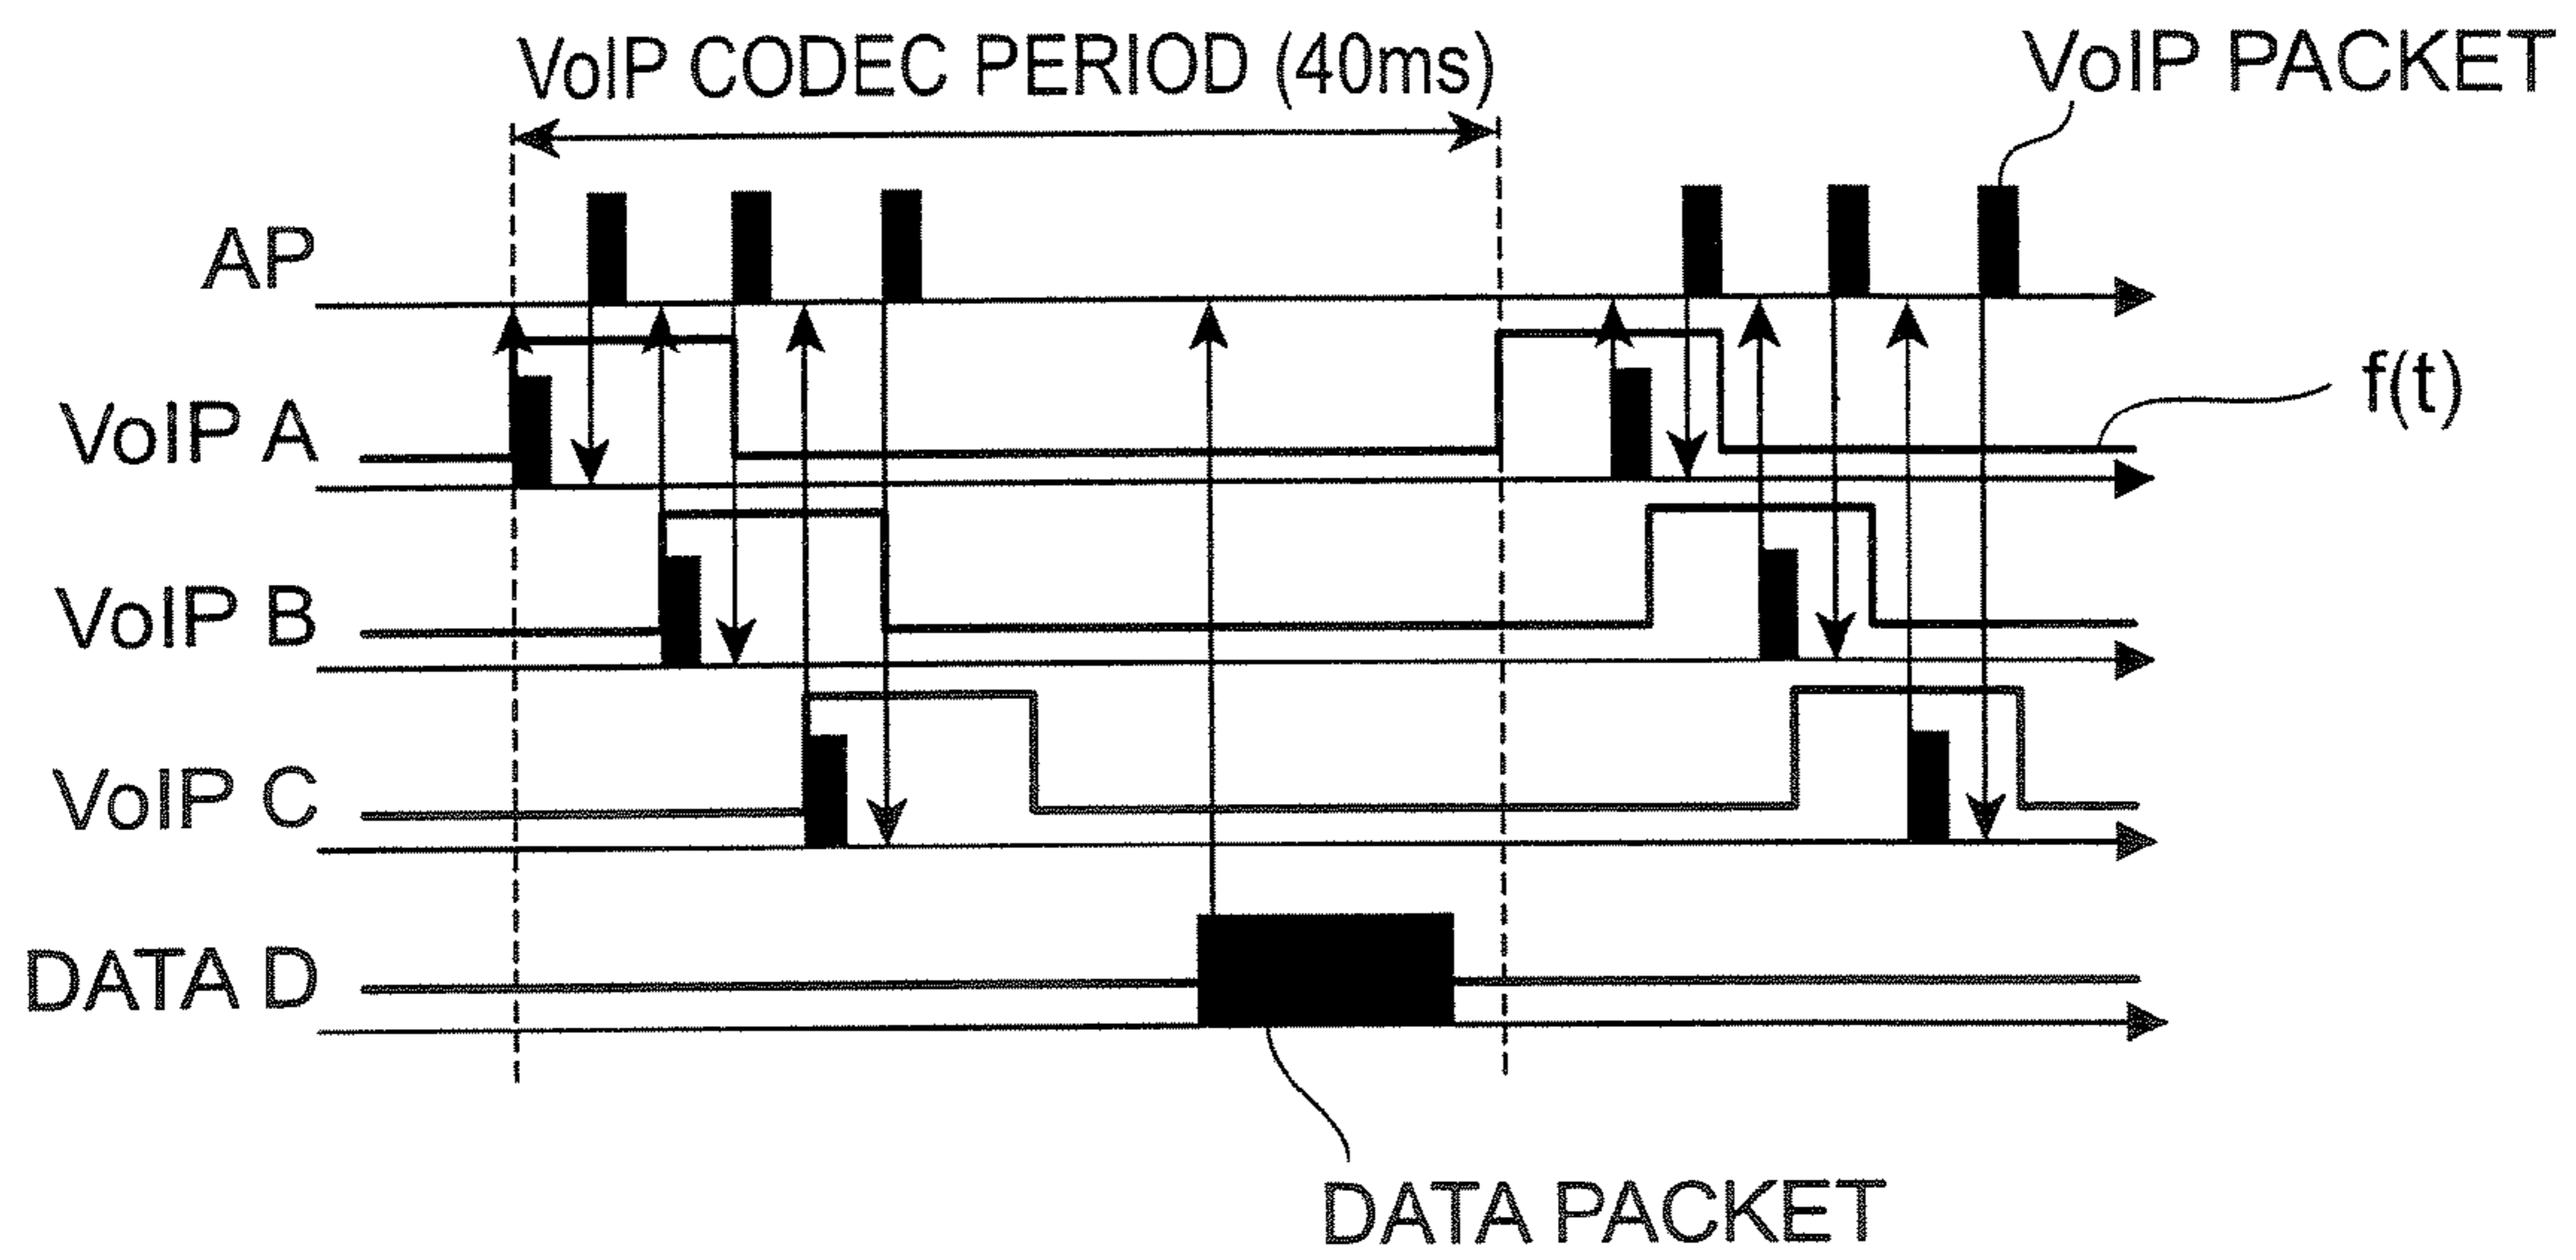 VoIP CODEC PERIOD (40ms)
VoIP PACKET
AP
f(t)
VoIP A
VoIP B
VoIP C
DATA D
DATA PACKET